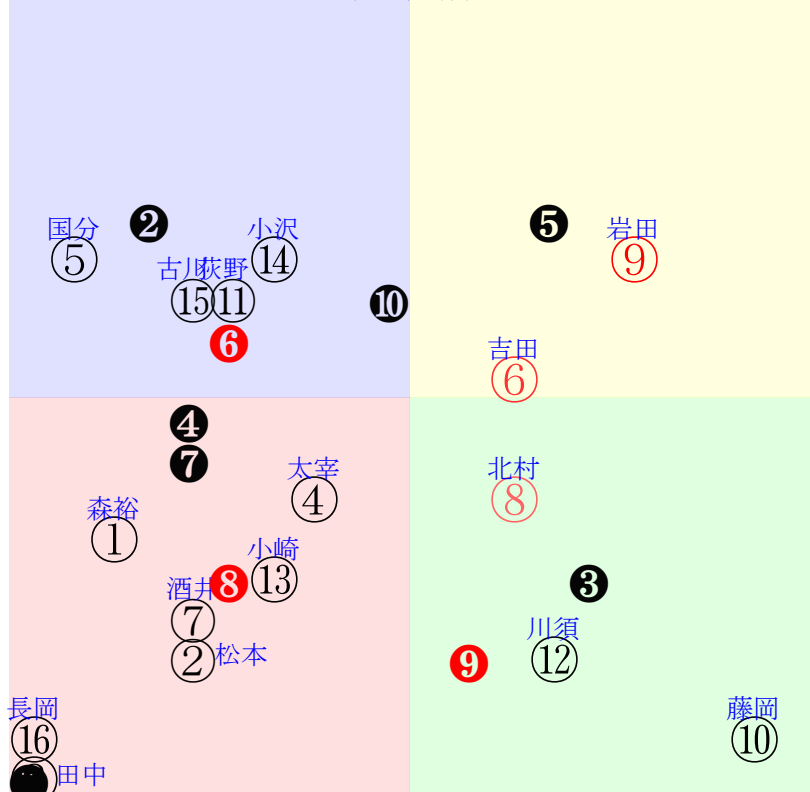 国分
❷
小沢
❺
岩田
⑤
古川
荻野
⑭
⑨
⑮
⑪
❿
❻
吉田
⑥
❹
❼
太宰
北村
森裕
④
⑧
①
小崎
酒井
❽
⑬
❸
⑦
川須
②
松本
❾
⑫
長岡
藤岡
⑯
⑩
田中